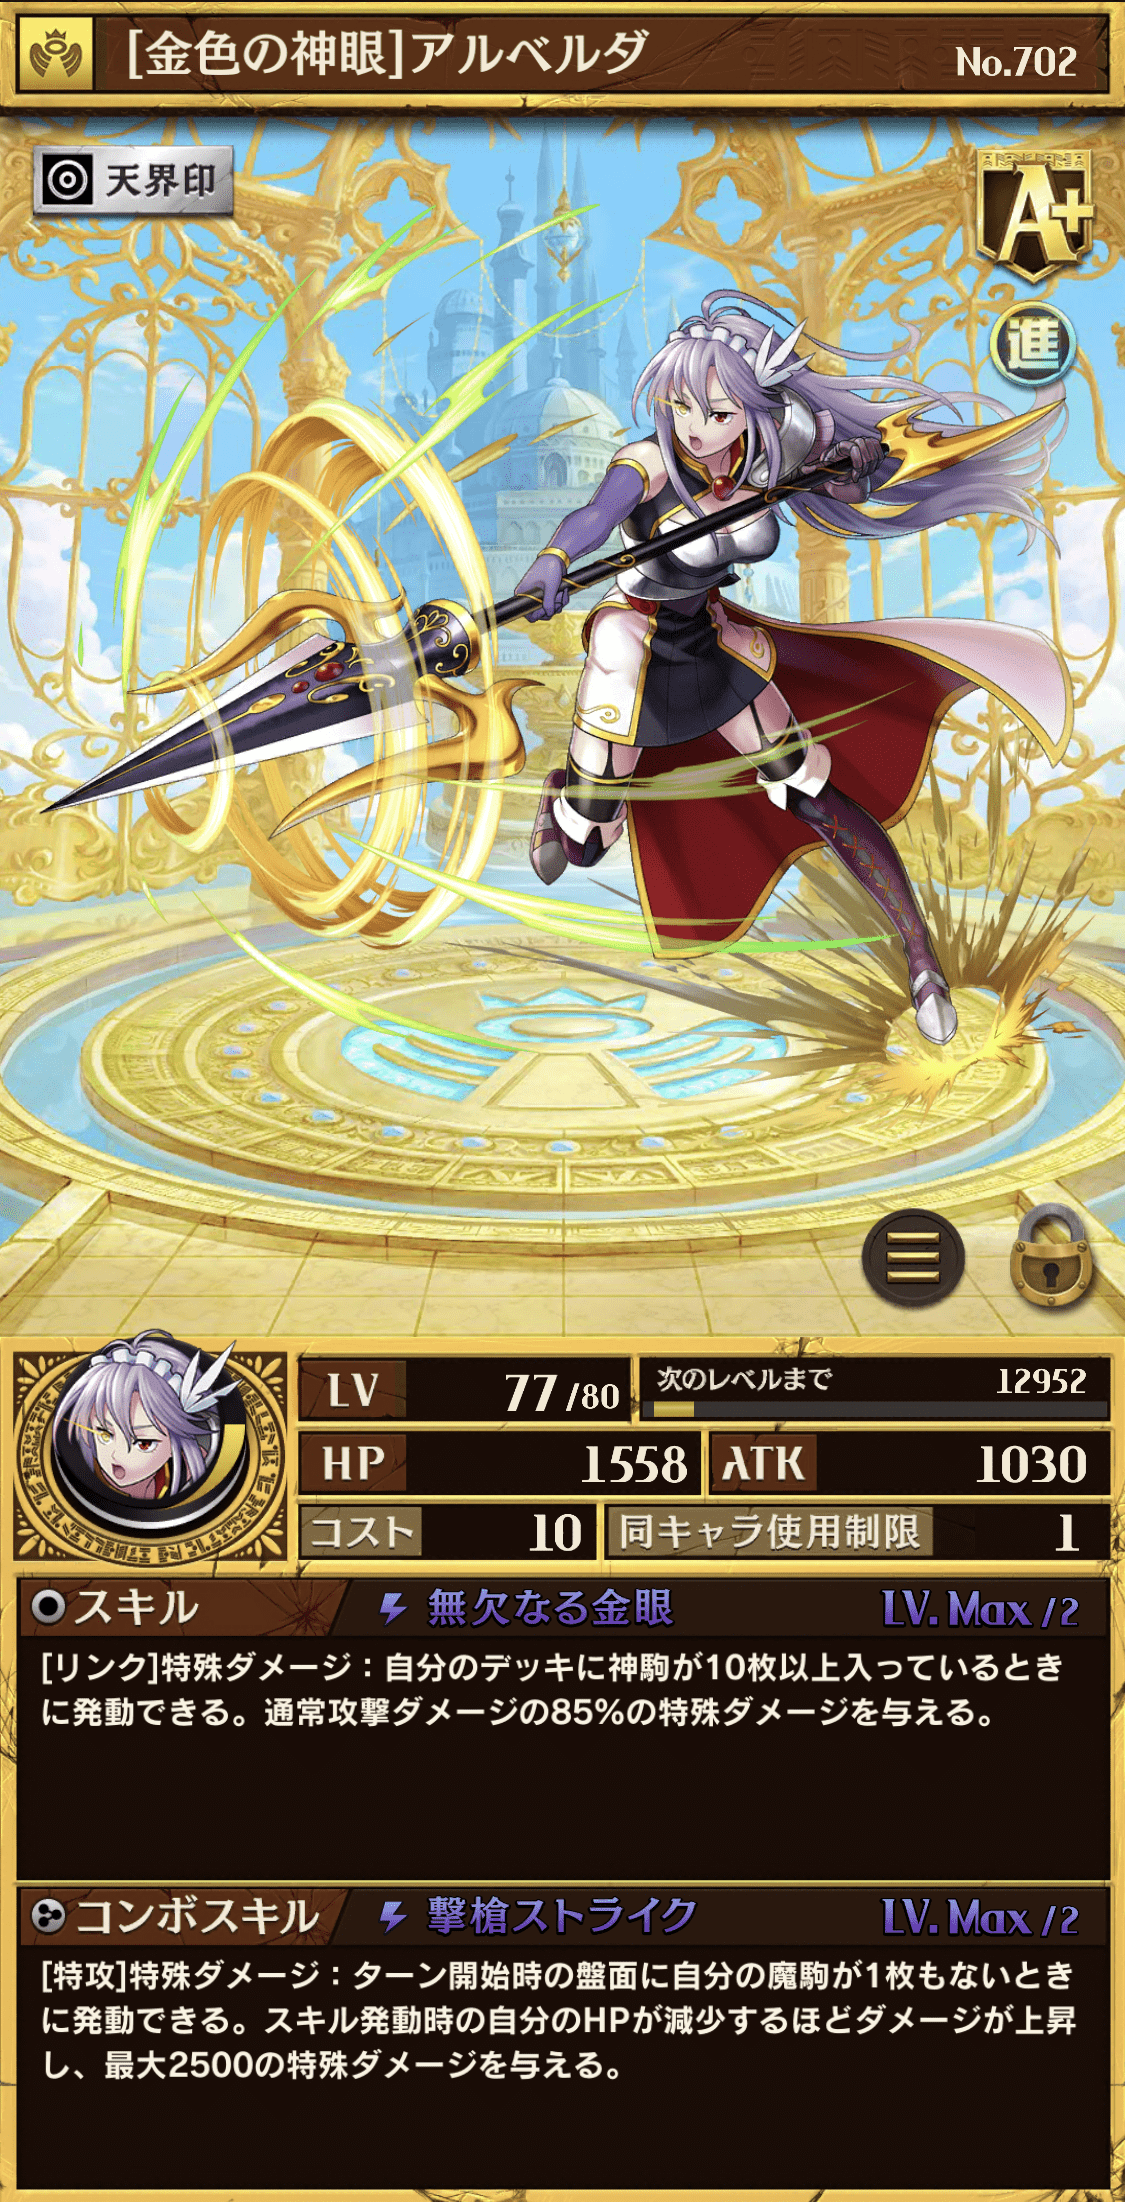 [金色の神眼]アルベルダ
No.702
天界印
A+
進
LV 77/80
次のレベルまで 12952
HP 1558
ATK 1030
コスト 10
同キャラ使用制限 1
スキル 無欠なる金眼 LV. Max /2
[リンク]特殊ダメージ：自分のデッキに神駒が10枚以上入っているとき
に発動できる。通常攻撃ダメージの85%の特殊ダメージを与える。
コンボスキル 撃槍ストライク LV. Max /2
[特攻]特殊ダメージ：ターン開始時の盤面に自分の魔駒が1枚もないとき
に発動できる。スキル発動時の自分のHPが減少するほどダメージが上昇
し、最大2500の特殊ダメージを与える。